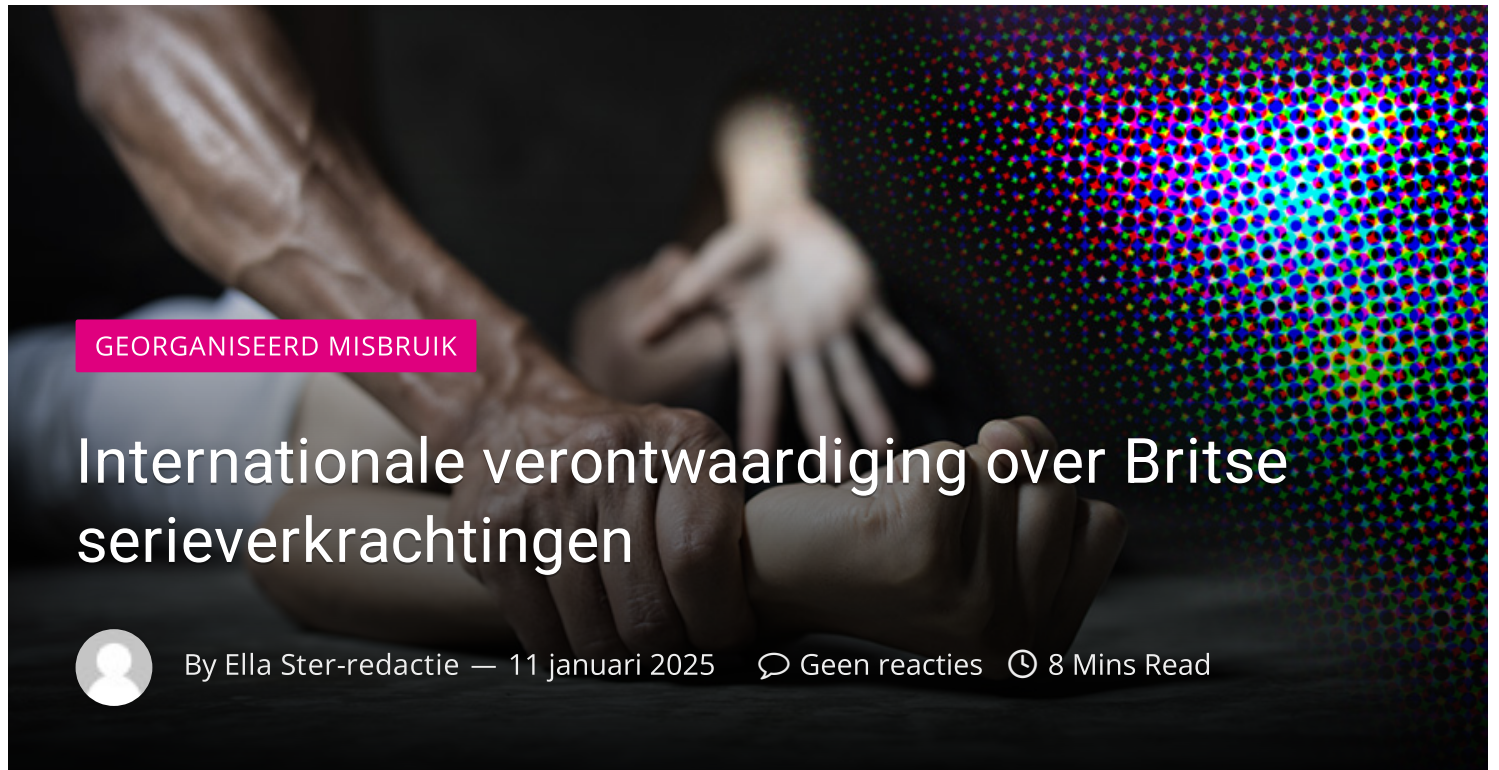 GEORGANISEERD MISBRUIK
Internationale verontwaardiging over Britse
serieverkrachtingen
By Ella Ster-redactie — 11 januari 2025 Geen reacties 8 Mins Read